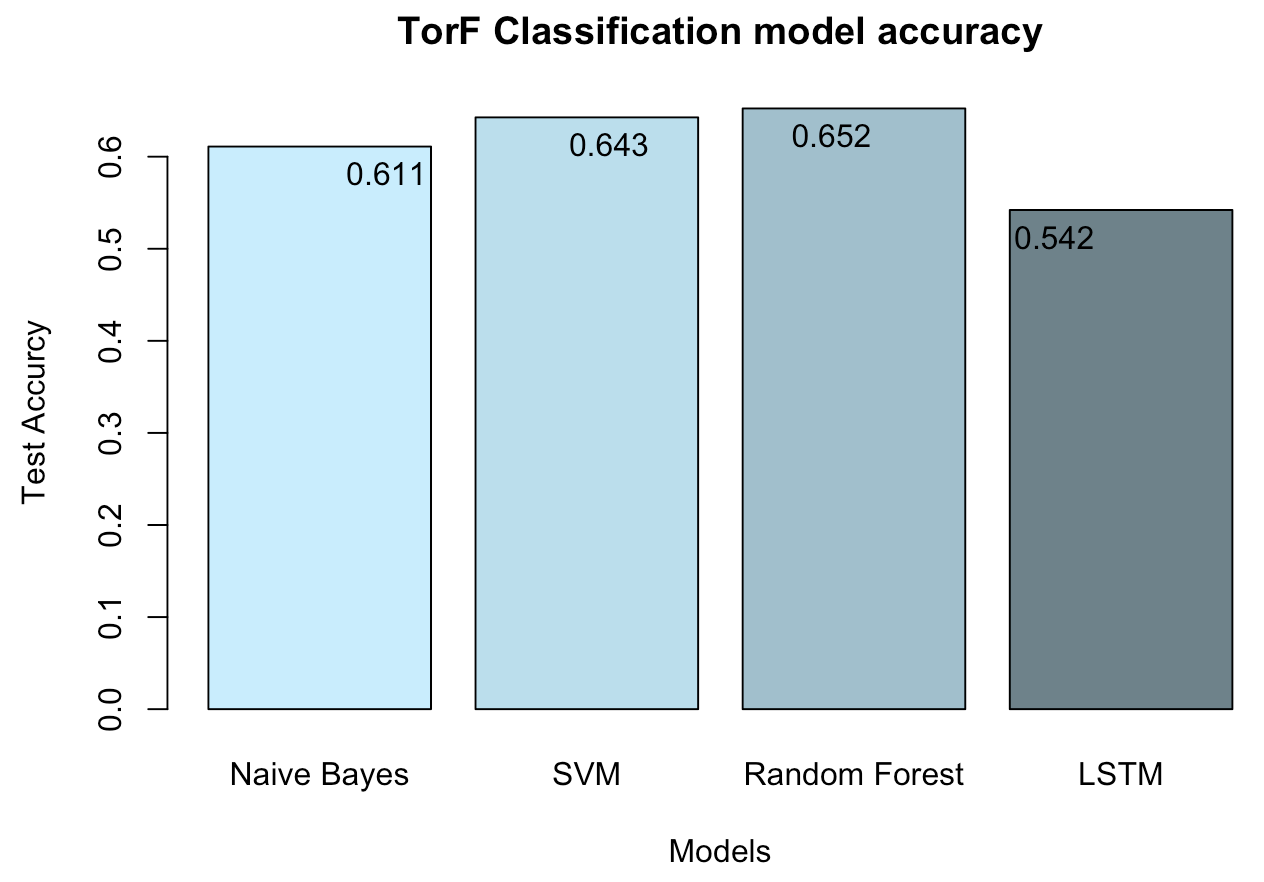 TorF Classification model accuracy
Test Accurcy
0.6
0.5
0.4
0.3
0.2
0.1
0.0
0.611
0.643
0.652
0.542
Naive Bayes
SVM
Random Forest
LSTM
Models